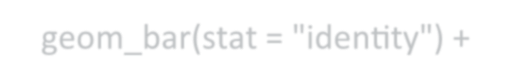 geom_bar(stat = "identity") +